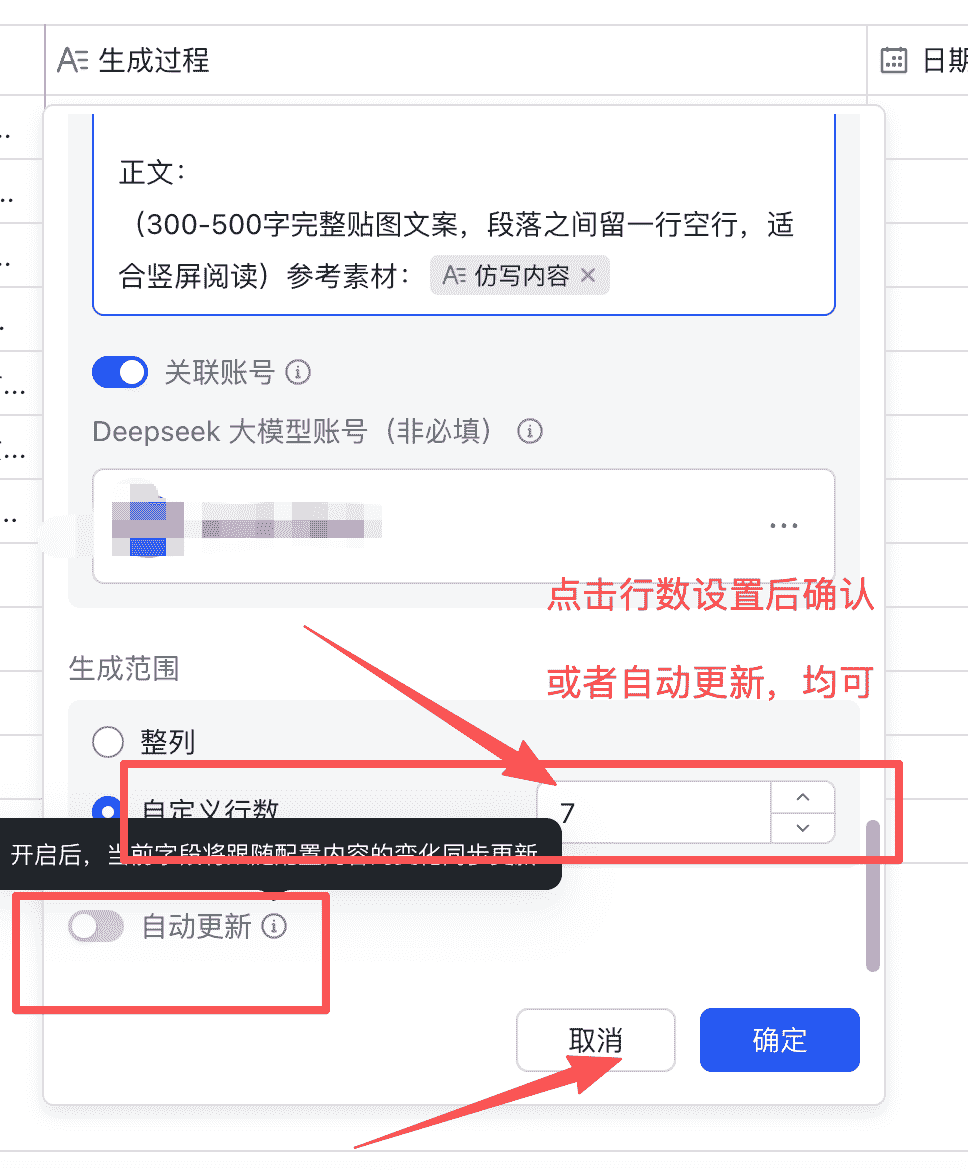 生成过程
日期
正文：
（300-500字完整贴图文案，段落之间留一行空行，适
合竖屏阅读）参考素材：
仿写内容
关联账号
Deepseek 大模型账号（非必填）
点击行数设置后确认
生成范围
或者自动更新，均可
整列
自定义行数
7
开启后，当前字段将跟随配置内容的变化同步更新
自动更新
取消
确定